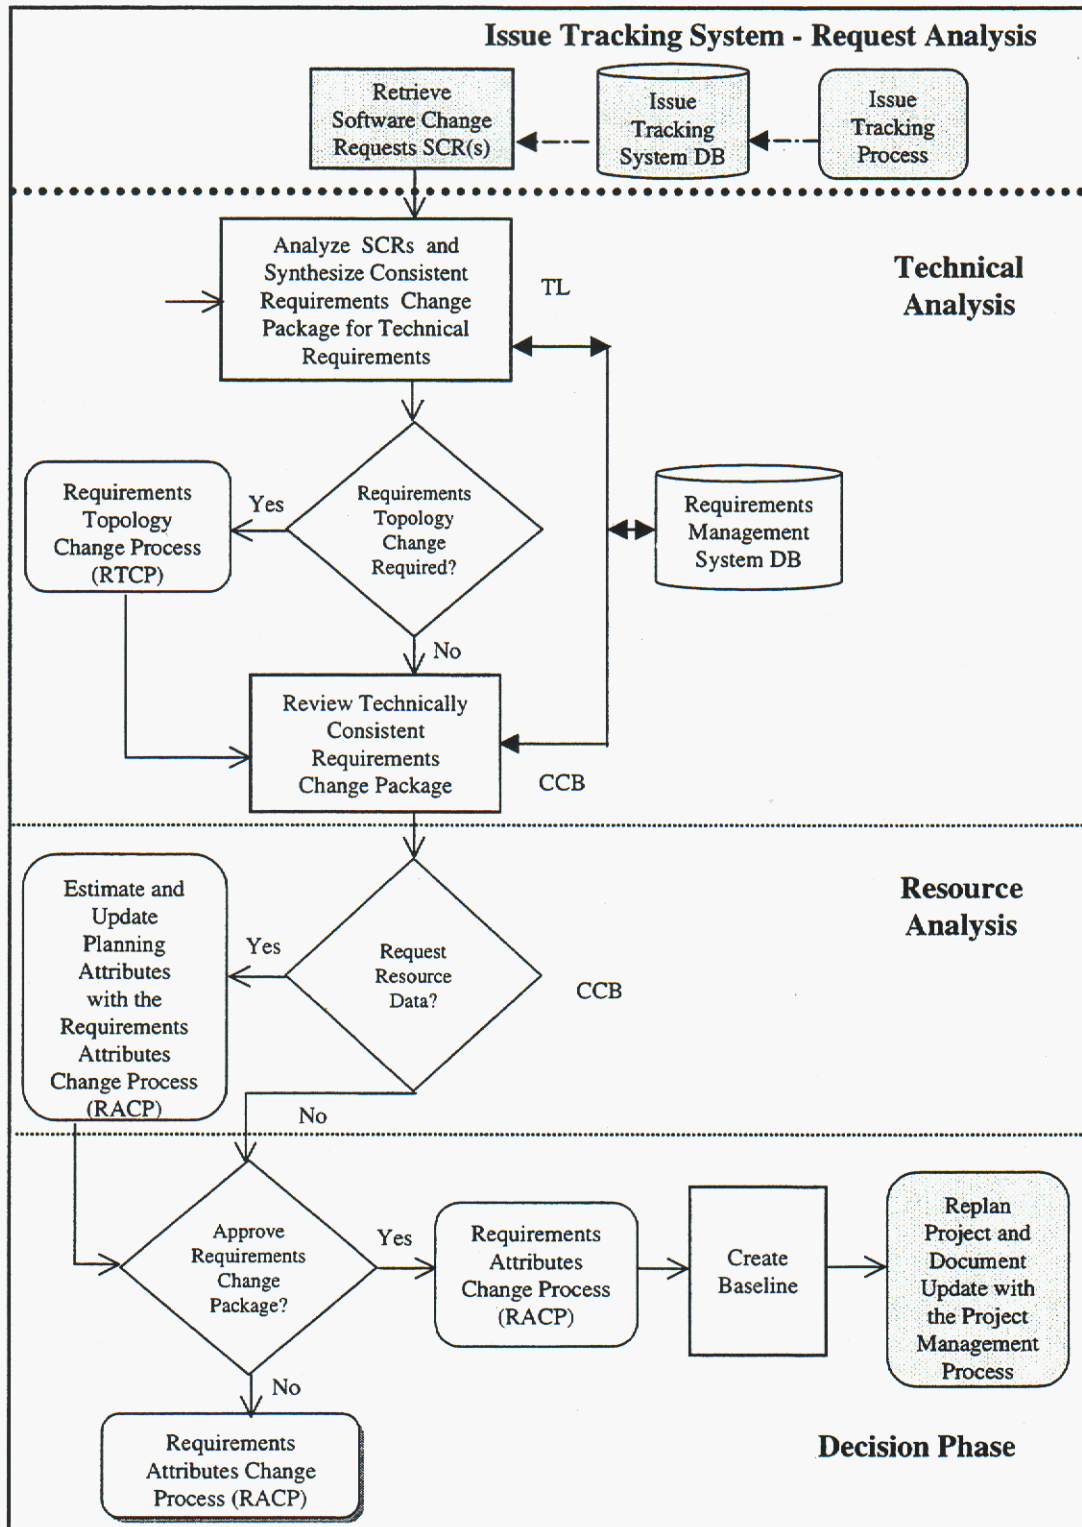 Issue Tracking System - Request Analysis
Retrieve
Software Change
Requests SCR(s)
Issue
Tracking
System DB
Issue
Tracking
Process
Analyze SCRs and
Synthesize Consistent
Requirements Change
Package for Technical
Requirements
TL
Technical
Analysis
Requirements
Topology
Change Process
(RTCP)
Yes
Requirements
Topology
Change
Required?
Requirements
Management
System DB
No
Review Technically
Consistent
Requirements
Change Package
CCB
Estimate and
Update
Planning
Attributes
with the
Requirements
Attributes
Change Process
(RACP)
Yes
Request
Resource
Data?
CCB
Resource
Analysis
No
Approve
Requirements
Change
Package?
Yes
Requirements
Attributes
Change Process
(RACP)
Create
Baseline
Replan
Project and
Document
Update with
the Project
Management
Process
No
Requirements
Attributes Change
Process (RACP)
Decision Phase